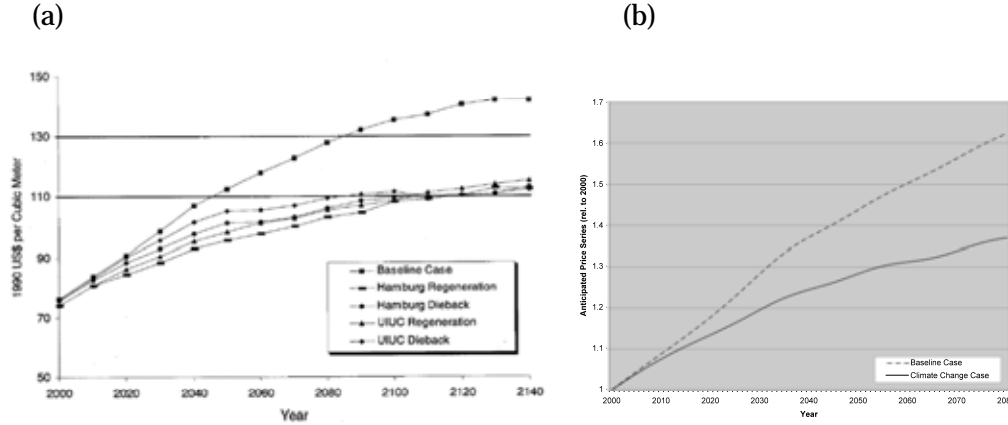 (a)
(b)
150
130
110
90
70
50
1990 US$ per Cubic Meter
Baseline Case
Hamburg Regeneration
Hamburg Dieback
UIUC Regeneration
UIUC Dieback
2000 2020 2040 2060 2080 2100 2120 2140
Year
1.7
1.6
1.5
1.4
1.3
1.2
1.1
1
Anticipated Price Series (rel. to 2000)
Baseline Case
Climate Change Case
2000 2010 2020 2030 2040 2050 2060 2070
Year